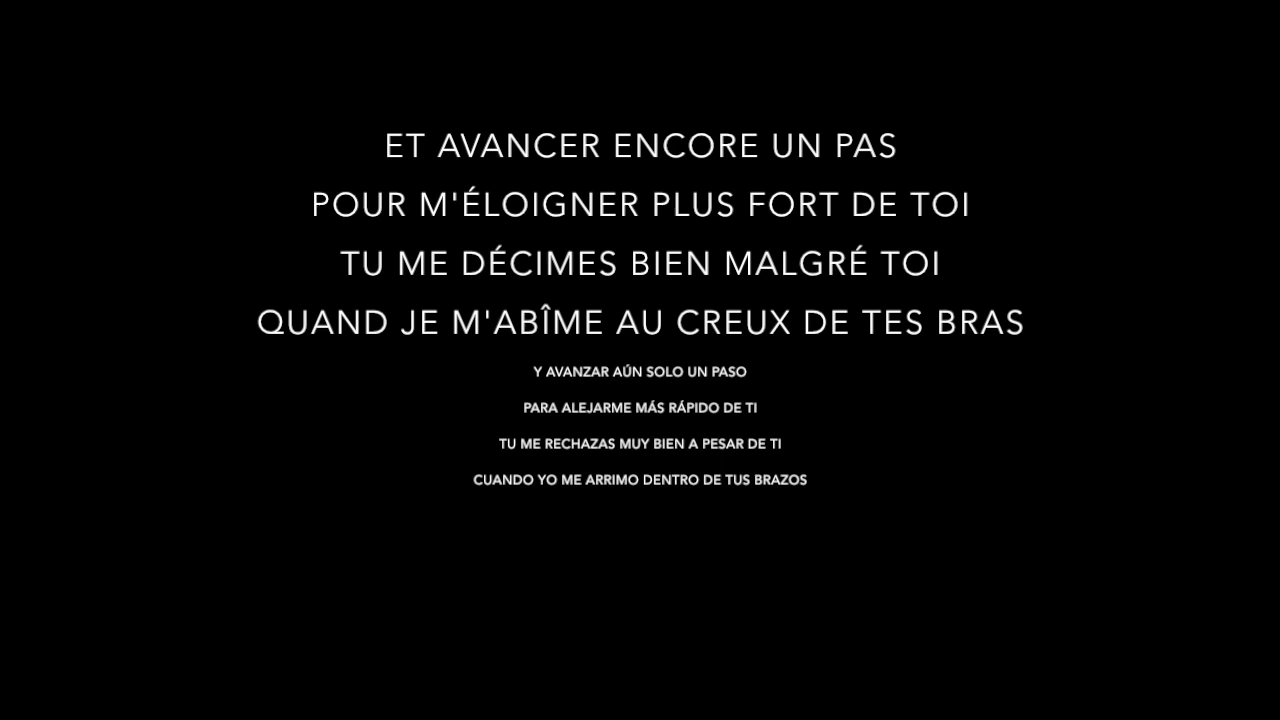 ET AVANCER ENCORE UN PAS
POUR M'ÉLOIGNER PLUS FORT DE TOI
TU ME DÉCIMES BIEN MALGRÉ TOI
QUAND JE M'ABÎME AU CREUX DE TES BRAS
Y AVANZAR AÚN SOLO UN PASO
PARA ALEJARME MÁS RÁPIDO DE TI
TU ME RECHAZAS MUY BIEN A PESAR DE TI
CUANDO YO ME ARRIMO DENTRO DE TUS BRAZOS